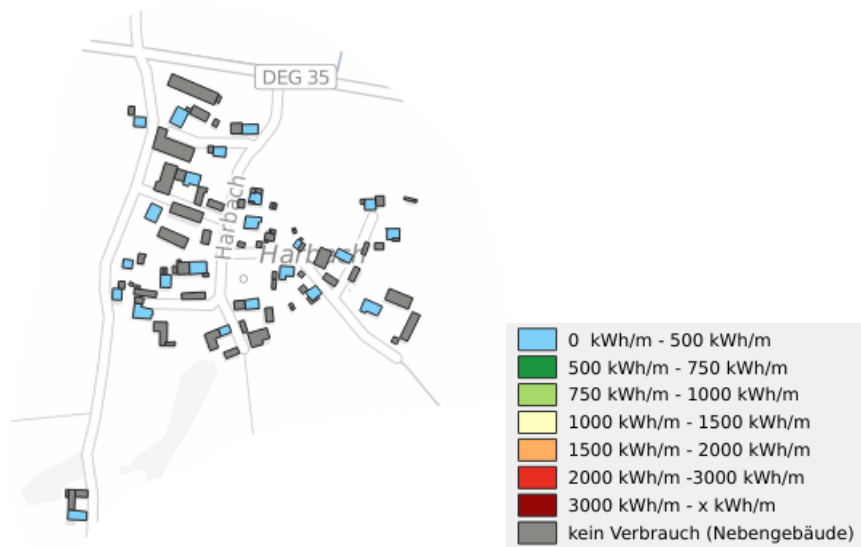 DEG 35
Harbach
Harbach
0 kWh/m - 500 kWh/m
500 kWh/m - 750 kWh/m
750 kWh/m - 1000 kWh/m
1000 kWh/m - 1500 kWh/m
1500 kWh/m - 2000 kWh/m
2000 kWh/m -3000 kWh/m
3000 kWh/m - x kWh/m
kein Verbrauch (Nebengebäude)